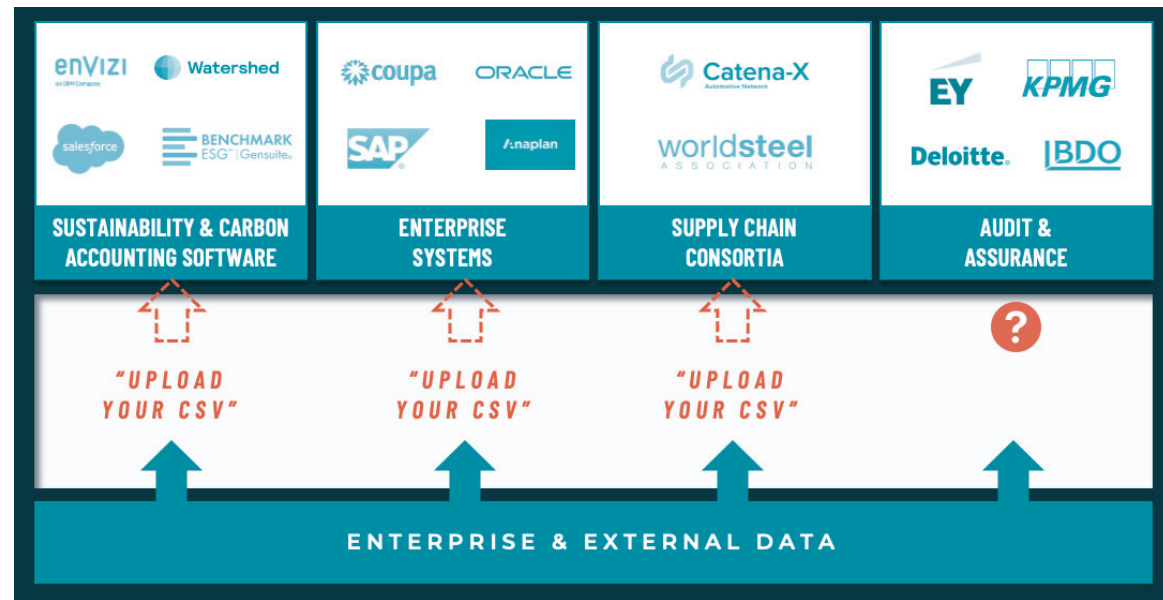 enVIZI
an IBM Company
Watershed
salesforce
BENCHMARK
ESG™ | Gensuite®
SUSTAINABILITY & CARBON
ACCOUNTING SOFTWARE
coupa
ORACLE
SAP®
Anaplan
ENTERPRISE
SYSTEMS
Catena-X
Automotive Network
worldsteel
ASSOCIATION
SUPPLY CHAIN
CONSORTIA
EY
KPMG
Deloitte.
BDO
AUDIT &
ASSURANCE
"UPLOAD
YOUR CSV"
"UPLOAD
YOUR CSV"
"UPLOAD
YOUR CSV"
?
ENTERPRISE & EXTERNAL DATA